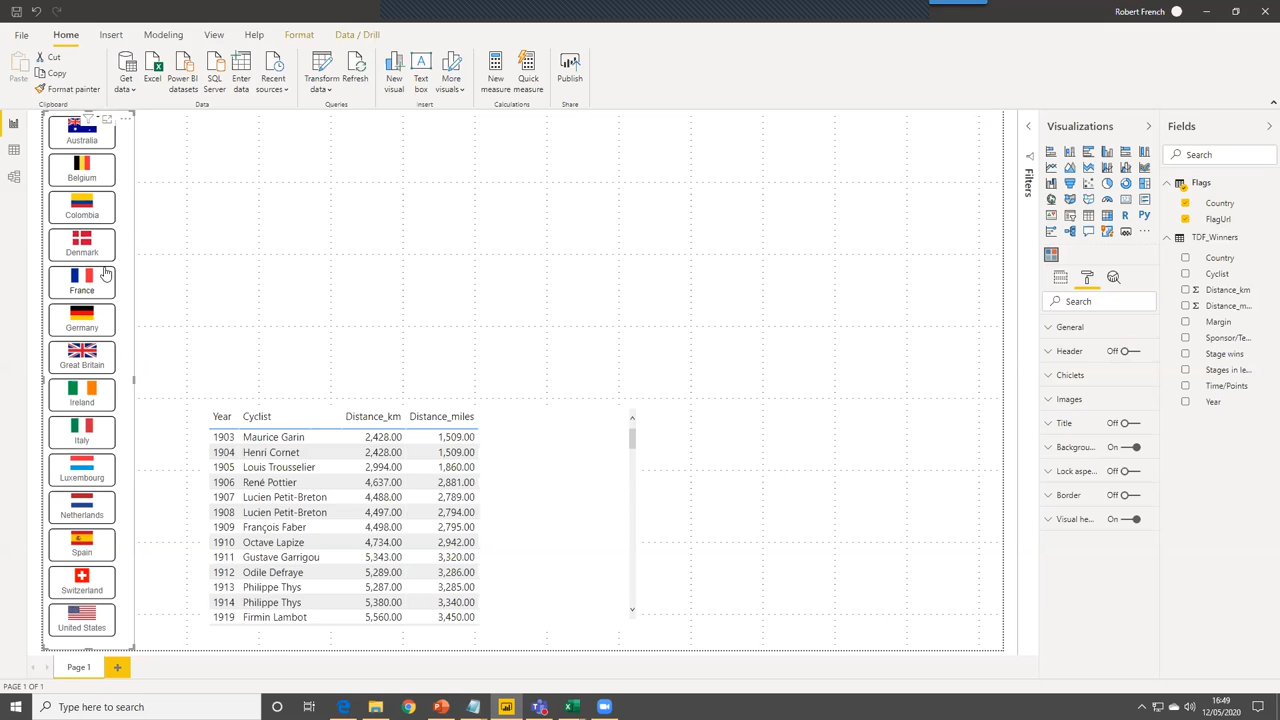 Robert French
File
Home
Insert
Modeling
View
Help
Format
Data / Drill
Paste
Cut
Copy
Format painter
Clipboard
Get data
Excel
Power BI datasets
SQL Server
Enter data
Recent sources
Data
Transform data
Refresh
Queries
New visual
Text box
More visuals
Insert
New measure
Quick measure
Calculations
Publish
Share
Australia
Belgium
Colombia
Denmark
France
Germany
Great Britain
Ireland
Italy
Luxembourg
Netherlands
Spain
Switzerland
United States
Year Cyclist Distance_km Distance_miles
1903 Maurice Garin 2,428.00 1,509.00
1904 Henri Cornet 2,428.00 1,509.00
1905 Louis Trousselier 2,994.00 1,860.00
1906 René Pottier 4,637.00 2,881.00
1907 Lucien Petit-Breton 4,488.00 2,789.00
1908 Lucien Petit-Breton 4,497.00 2,794.00
1909 François Faber 4,498.00 2,795.00
1910 Octave Lapize 4,734.00 2,942.00
1911 Gustave Garrigou 5,343.00 3,320.00
1912 Odile Defraye 5,289.00 3,286.00
1913 Philippe Thys 5,287.00 3,285.00
1914 Philippe Thys 5,380.00 3,340.00
1919 Firmin Lambot 5,560.00 3,450.00
Filters
Visualizations
R
Py
Search
General
Header Off
Chiclets
Images
Title Off
Backgrou... On
Lock aspe... Off
Border Off
Visual he... On
Fields
Search
Flags
Country
FlagUrl
TDF_Winners
Country
Cyclist
Σ Distance_km
Σ Distance_m...
Margin
Sponsor/Te...
Stage wins
Stages in le...
Time/Points
Year
Page 1
PAGE 1 OF 1
Type here to search
16:49
12/05/2020